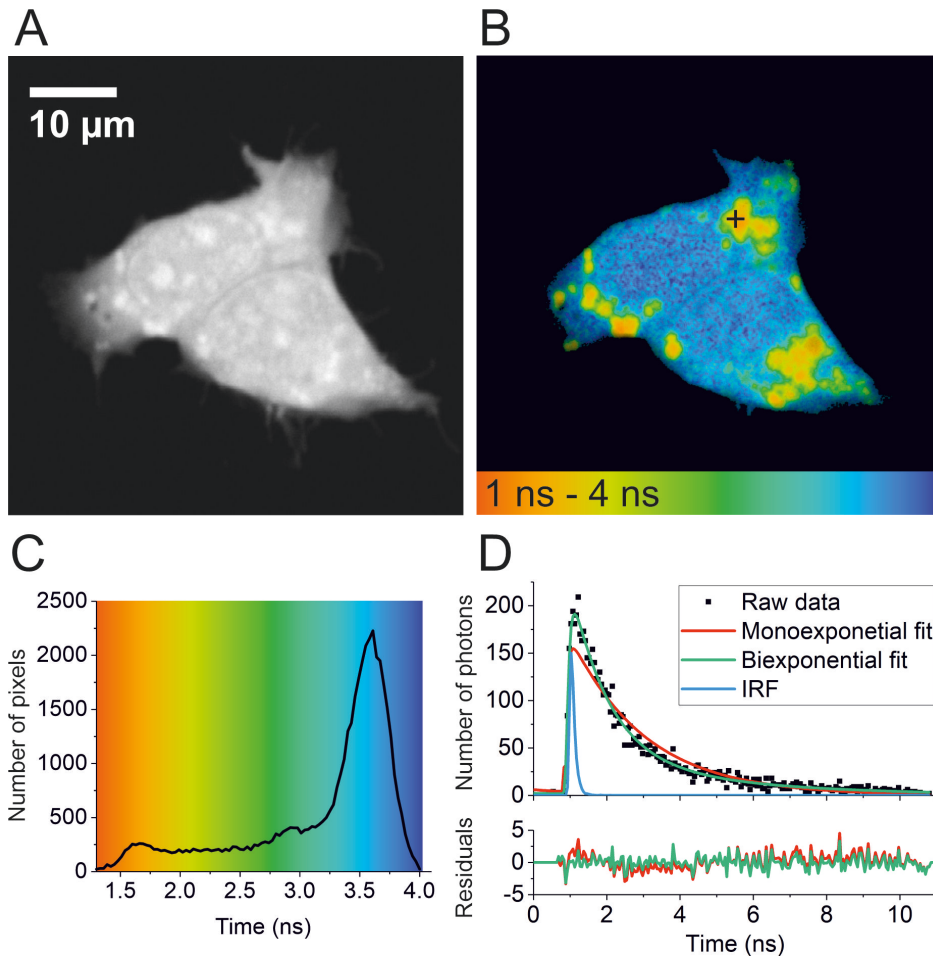 A
10 µm
B
+
1 ns - 4 ns
C
2500
2000
1500
1000
500
0
Number of pixels
1.5 2.0 2.5 3.0 3.5 4.0
Time (ns)
D
200
150
100
50
0
Number of photons
Raw data
Monoexponetial fit
Biexponential fit
IRF
5
0
-5
Residuals
0 2 4 6 8 10
Time (ns)